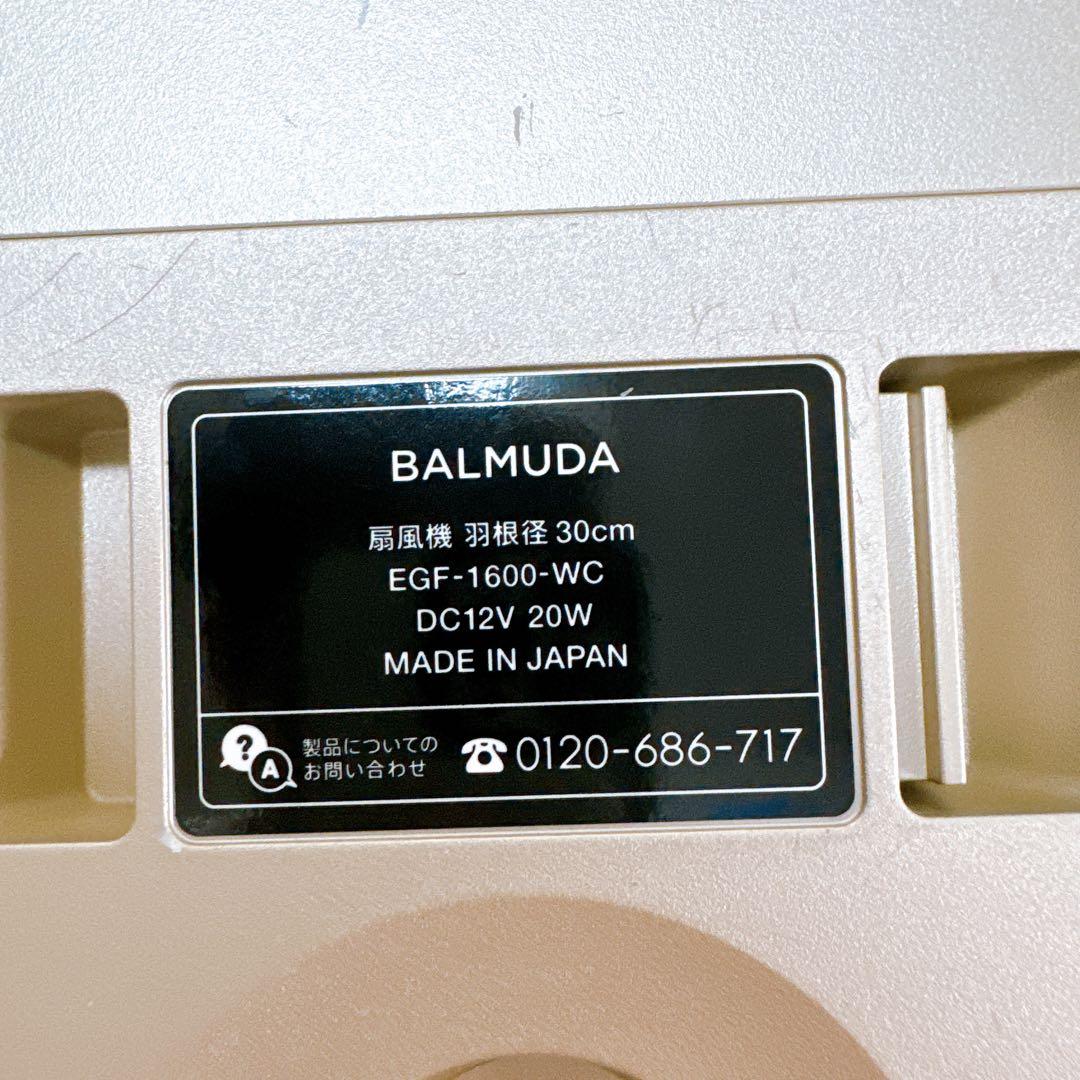 BALMUDA
扇風機 羽根径 30cm
EGF-1600-WC
DC12V 20W
MADE IN JAPAN
? A
製品についての
お問い合わせ
☎0120-686-717